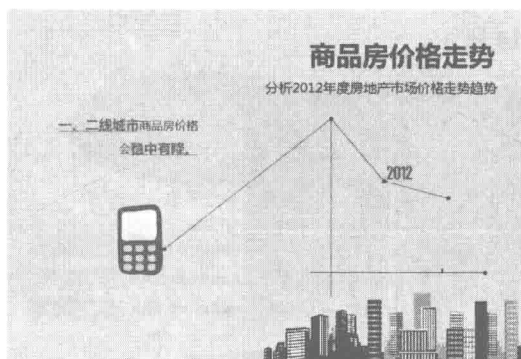 商品房价格走势
分析2012年度房地产市场价格走势趋势
一、二线城市商品房价格
会稳中有降。
2012